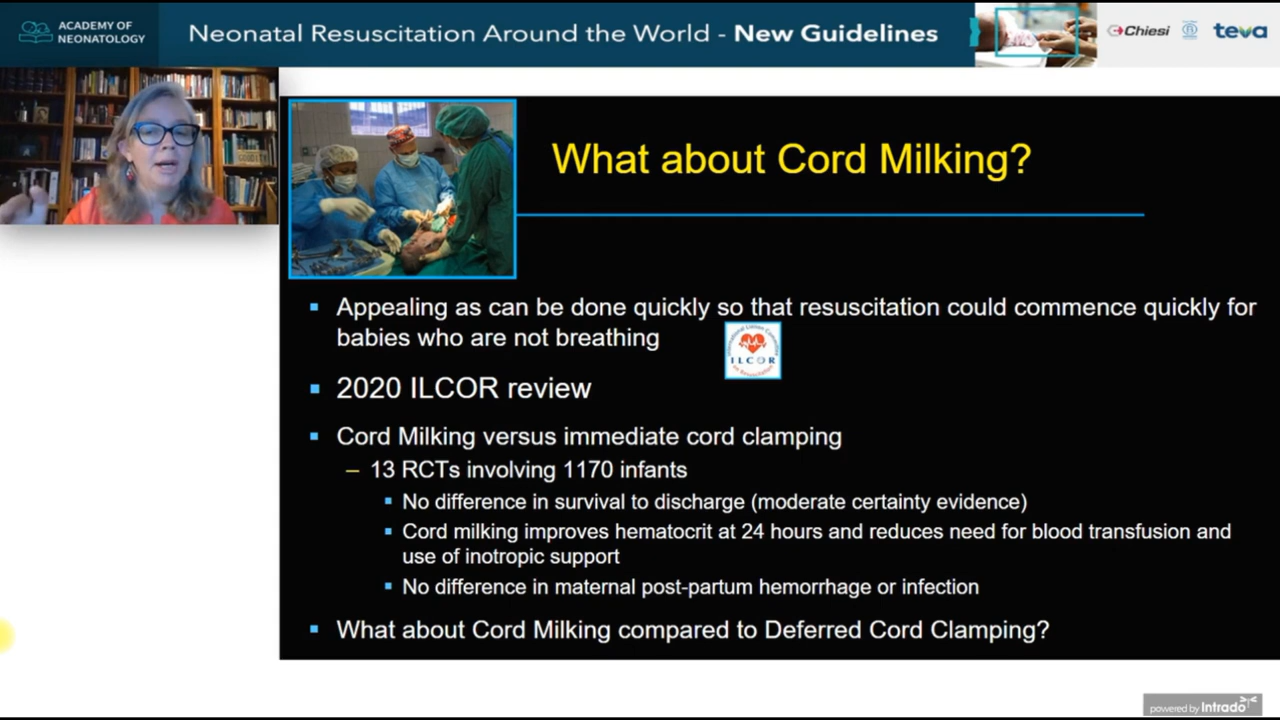 ACADEMY OF
NEONATOLOGY
Neonatal Resuscitation Around the World - New Guidelines
Chiesi
teva
What about Cord Milking?
Appealing as can be done quickly so that resuscitation could commence quickly for
babies who are not breathing
International Liaison Committee
ILCOR
on Resuscitation
2020 ILCOR review
Cord Milking versus immediate cord clamping
– 13 RCTs involving 1170 infants
No difference in survival to discharge (moderate certainty evidence)
Cord milking improves hematocrit at 24 hours and reduces need for blood transfusion and
use of inotropic support
No difference in maternal post-partum hemorrhage or infection
What about Cord Milking compared to Deferred Cord Clamping?
powered by Intrado